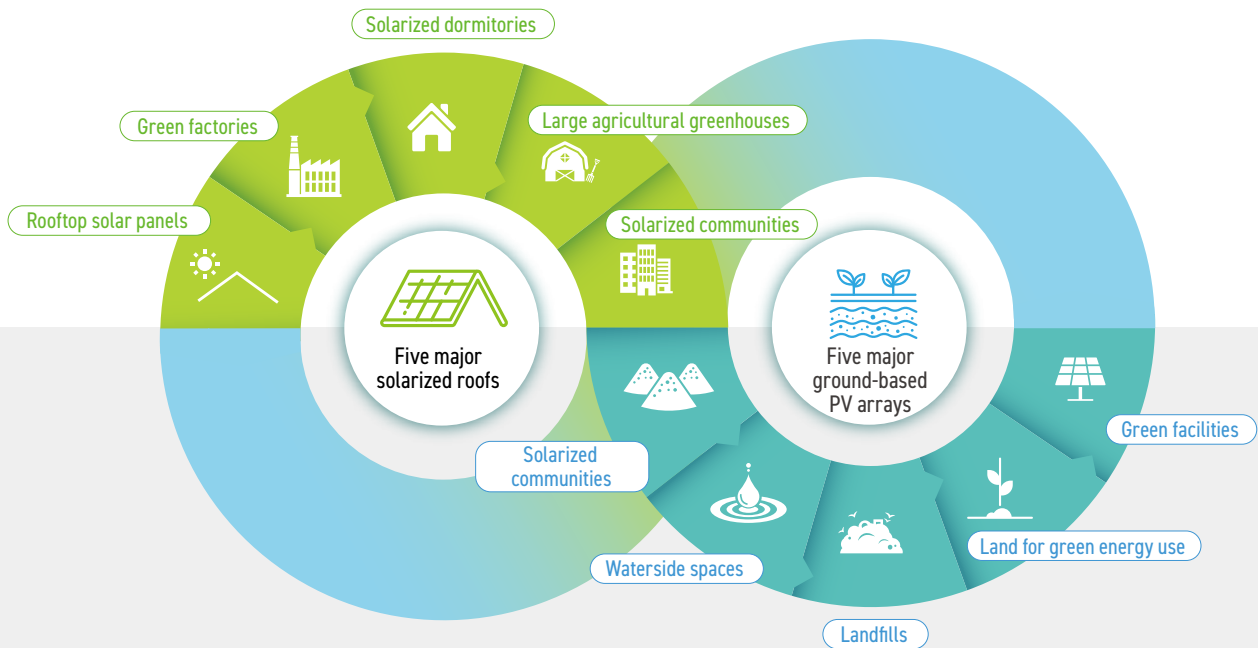 Solarized dormitories
Green factories
Large agricultural greenhouses
Rooftop solar panels
Solarized communities
Five major
solarized roofs
Five major
ground-based
PV arrays
Green facilities
Solarized
communities
Land for green energy use
Waterside spaces
Landfills